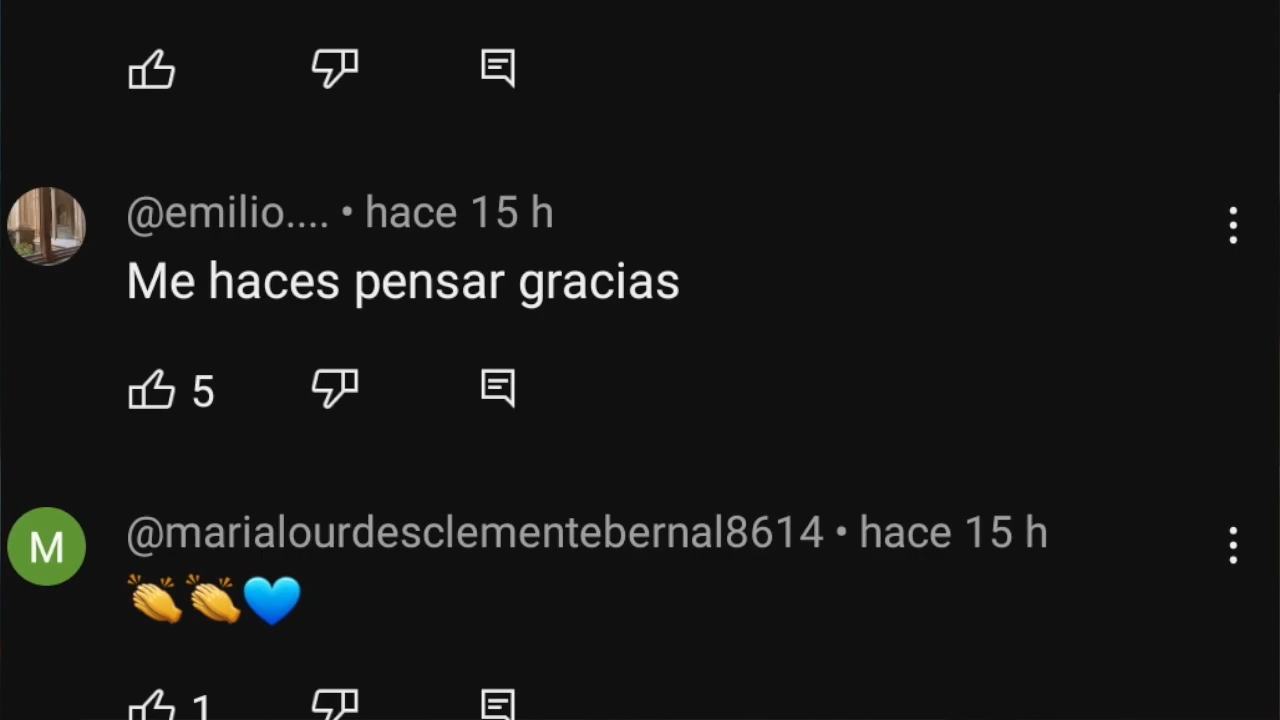 @emilio.... • hace 15 h
Me haces pensar gracias
5
M
@marialourdesclementebernal8614 • hace 15 h
👏👏💙
1